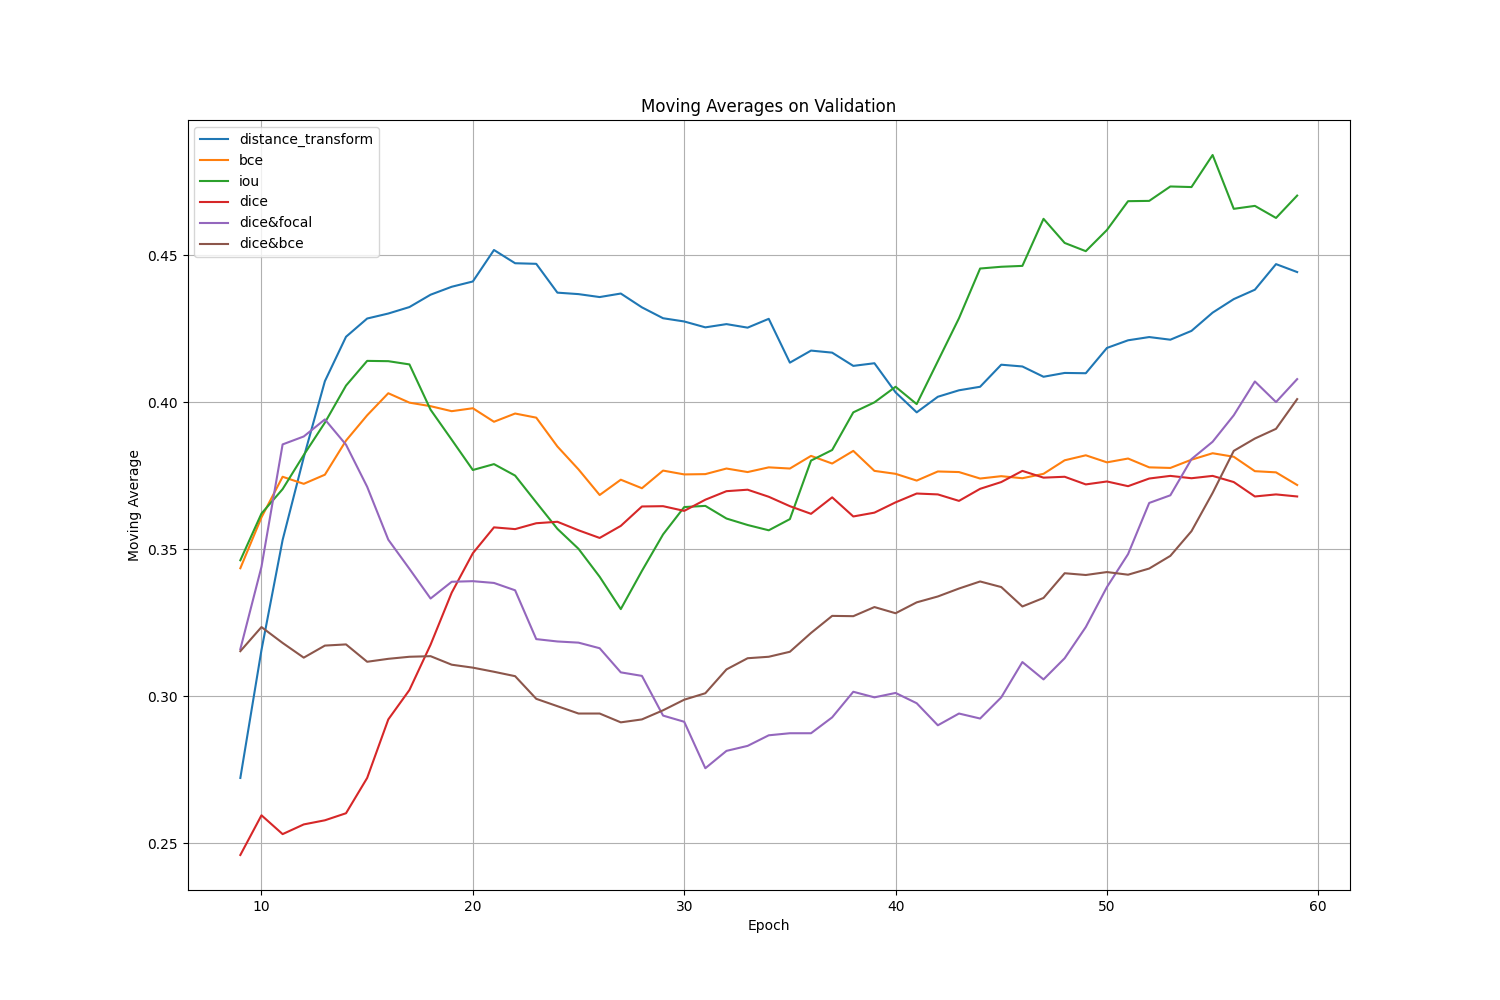 Moving Averages on Validation
distance_transform
bce
iou
dice
dice&focal
dice&bce
Moving Average
0.45
0.40
0.35
0.30
0.25
10 20 30 40 50 60
Epoch